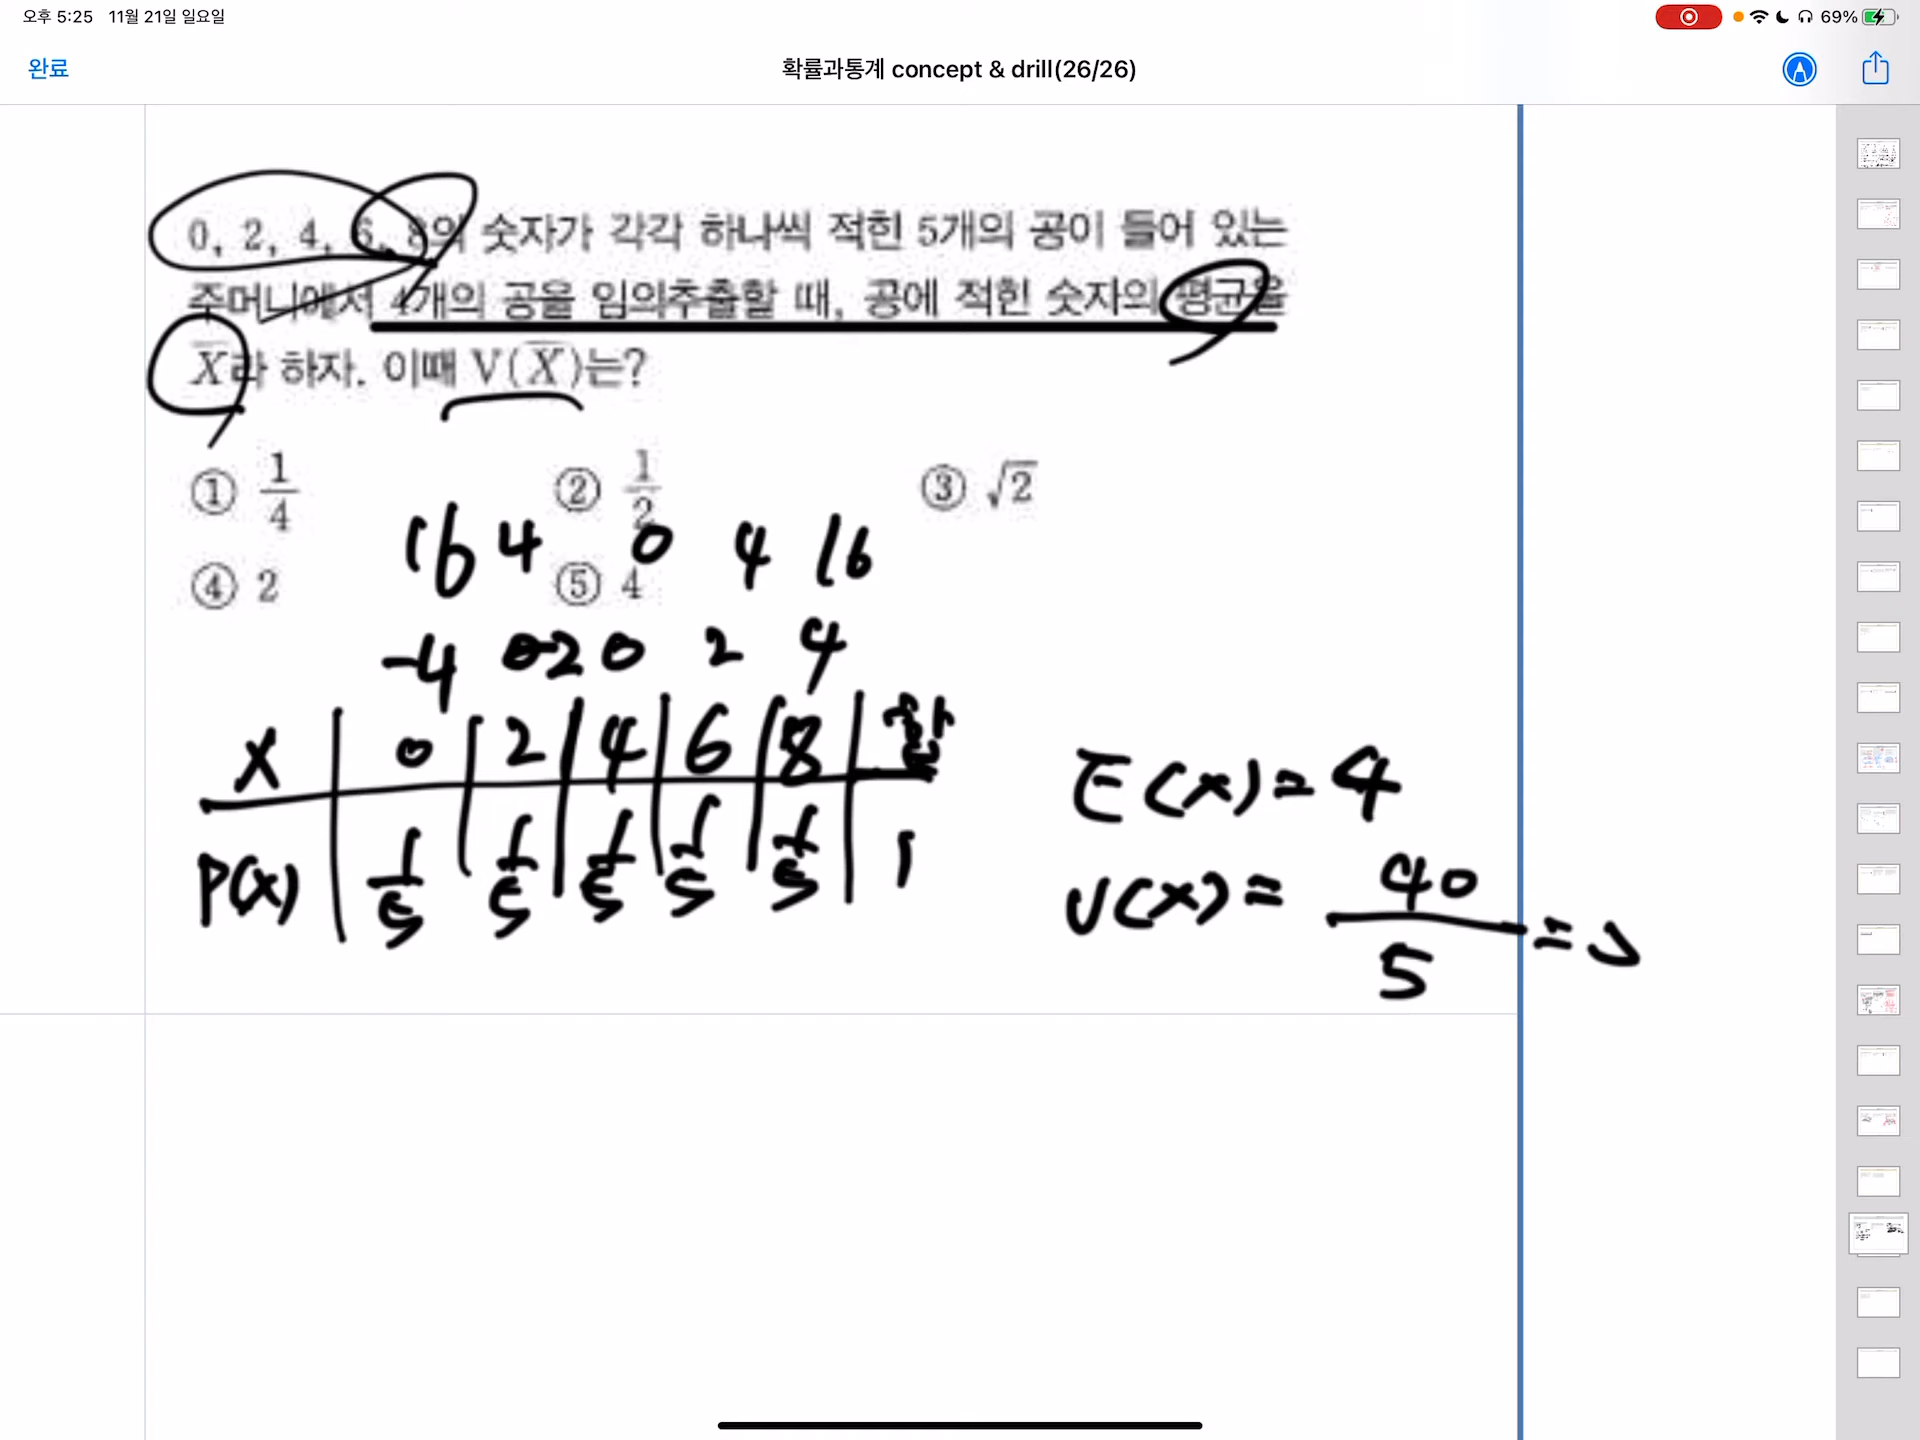 오후 5:25 11월 21일 일요일
69%
완료
확률과통계 concept & drill(26/26)
0, 2, 4, 6, 8의 숫자가 각각 하나씩 적힌 5개의 공이 들어 있는
주머니에서 4개의 공을 임의추출할 때, 공에 적힌 숫자의 평균을
X̅라 하자. 이때 V(X̅)는?
① 1/4 ② 1/2 ③ √2
④ 2 ⑤ 4
16 4 0 4 16
-4 -2 0 2 4
X 0 2 4 6 8 합
P(X) 1/5 1/5 1/5 1/5 1/5 1
E(X)=4
V(X)= 40/5 =